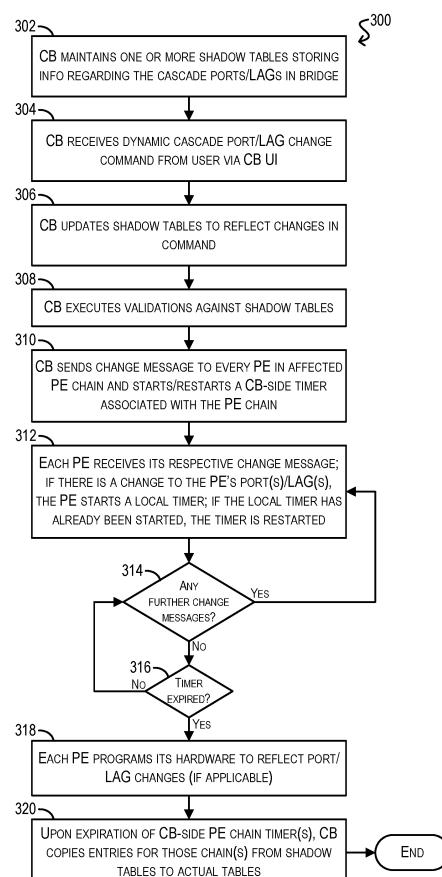 302
300
CB MAINTAINS ONE OR MORE SHADOW TABLES STORING
INFO REGARDING THE CASCADE PORTS/LAGS IN BRIDGE
304
CB RECEIVES DYNAMIC CASCADE PORT/LAG CHANGE
COMMAND FROM USER VIA CB UI
306
CB UPDATES SHADOW TABLES TO REFLECT CHANGES IN
COMMAND
308
CB EXECUTES VALIDATIONS AGAINST SHADOW TABLES
310
CB SENDS CHANGE MESSAGE TO EVERY PE IN AFFECTED
PE CHAIN AND STARTS/RESTARTS A CB-SIDE TIMER
ASSOCIATED WITH THE PE CHAIN
312
EACH PE RECEIVES ITS RESPECTIVE CHANGE MESSAGE;
IF THERE IS A CHANGE TO THE PE'S PORT(S)/LAG(S),
THE PE STARTS A LOCAL TIMER; IF THE LOCAL TIMER HAS
ALREADY BEEN STARTED, THE TIMER IS RESTARTED
314
ANY
FURTHER CHANGE
MESSAGES?
YES
NO
316
TIMER
EXPIRED?
NO
YES
318
EACH PE PROGRAMS ITS HARDWARE TO REFLECT PORT/
LAG CHANGES (IF APPLICABLE)
320
UPON EXPIRATION OF CB-SIDE PE CHAIN TIMER(S), CB
COPIES ENTRIES FOR THOSE CHAIN(S) FROM SHADOW
TABLES TO ACTUAL TABLES
END